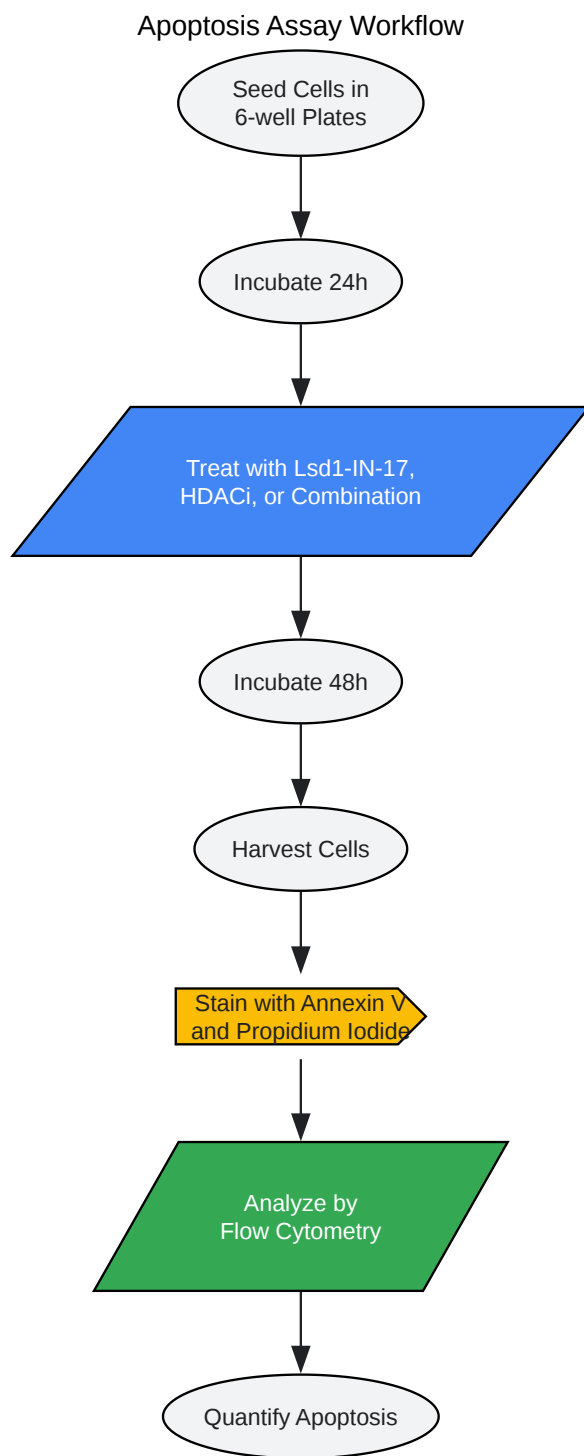 Apoptosis Assay Workflow
Seed Cells in
6-well Plates
Incubate 24h
Treat with Lsd1-IN-17,
HDACi, or Combination
Incubate 48h
Harvest Cells
Stain with Annexin V
and Propidium Iodide
Analyze by
Flow Cytometry
Quantify Apoptosis